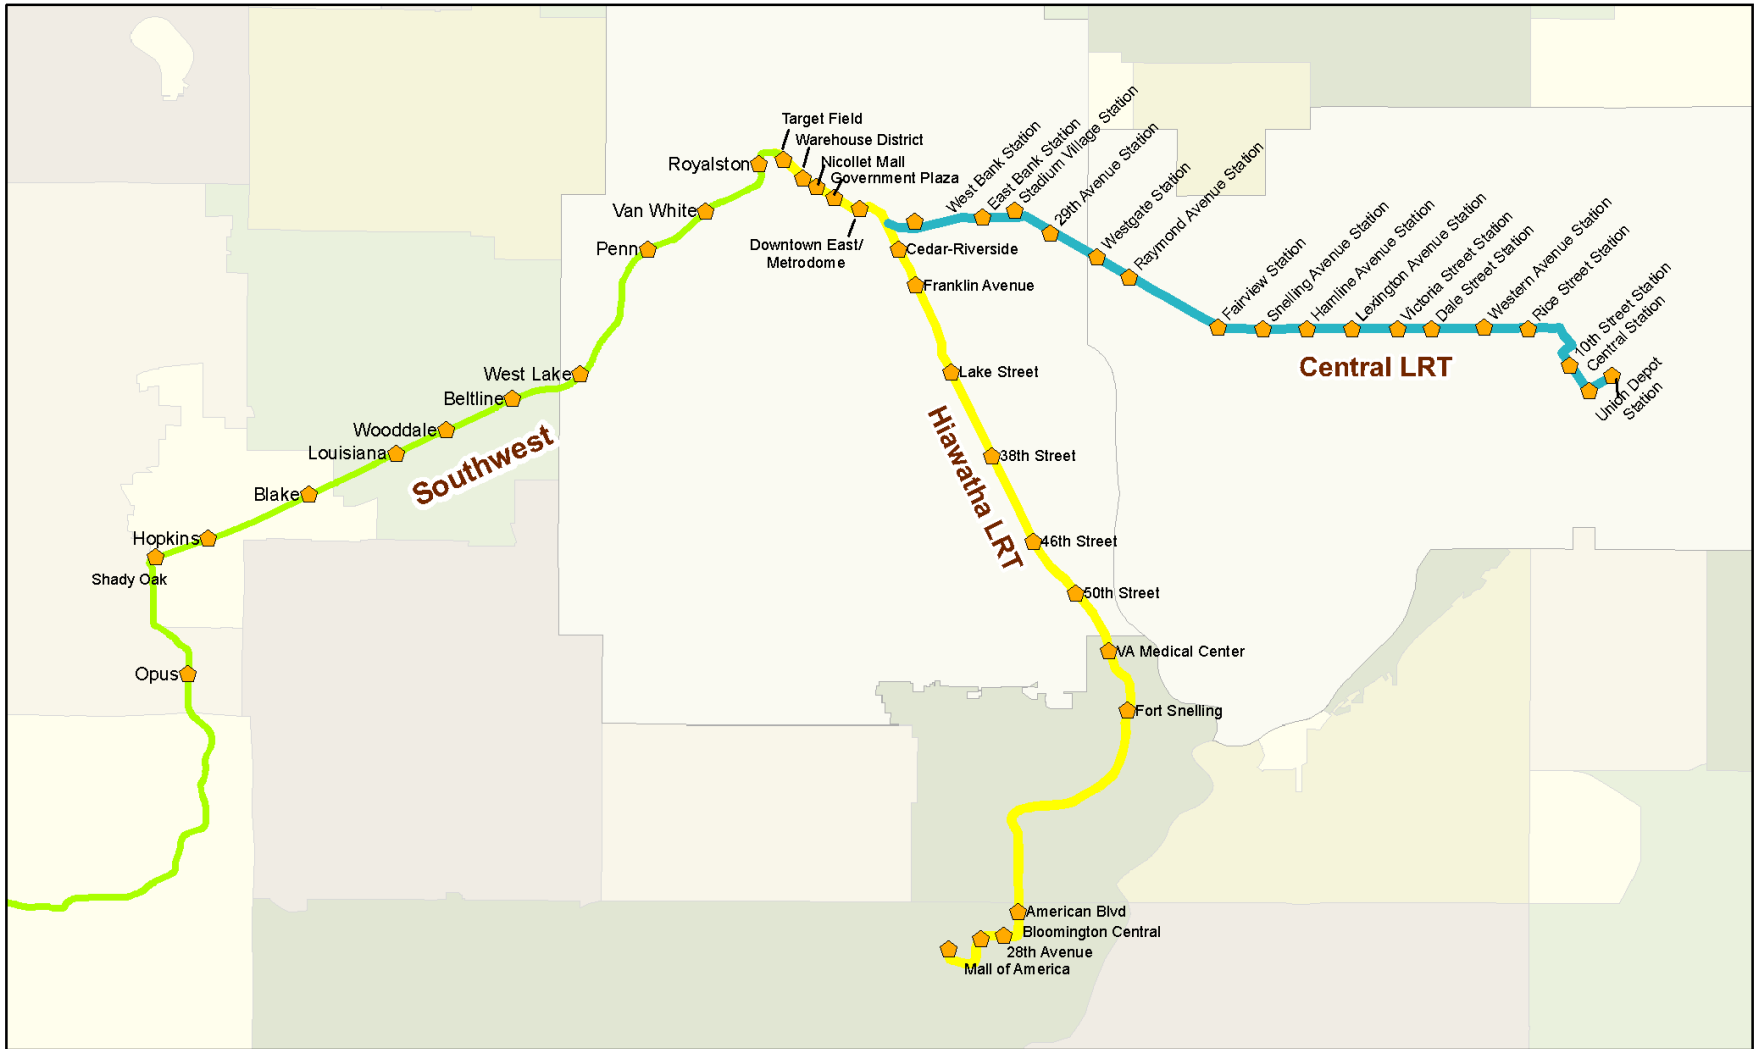 Target Field
Warehouse District
Nicollet Mall
Government Plaza
Royalston
Van White
Penn
Downtown East/
Metrodome
West Bank Station
East Bank Station
Stadium Village Station
29th Avenue Station
Westgate Station
Raymond Avenue Station
Fairview Station
Snelling Avenue Station
Hamline Avenue Station
Lexington Avenue Station
Victoria Street Station
Dale Street Station
Western Avenue Station
Rice Street Station
10th Street Station
Central Station
Union Depot
Station
Central LRT
Cedar-Riverside
Franklin Avenue
Lake Street
38th Street
46th Street
50th Street
VA Medical Center
Fort Snelling
American Blvd
Bloomington Central
28th Avenue
Mall of America
Hiawatha LRT
West Lake
Beltline
Wooddale
Louisiana
Blake
Hopkins
Shady Oak
Opus
Southwest